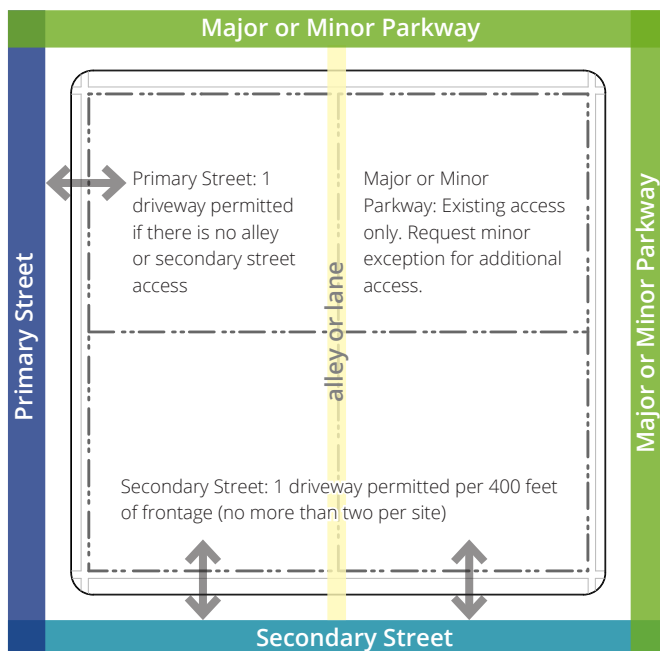 Major or Minor Parkway
Primary Street
Primary Street: 1
driveway permitted
if there is no alley
or secondary street
access
alley or lane
Major or Minor
Parkway: Existing access
only. Request minor
exception for additional
access.
Major or Minor Parkway
Secondary Street: 1 driveway permitted per 400 feet
of frontage (no more than two per site)
Secondary Street